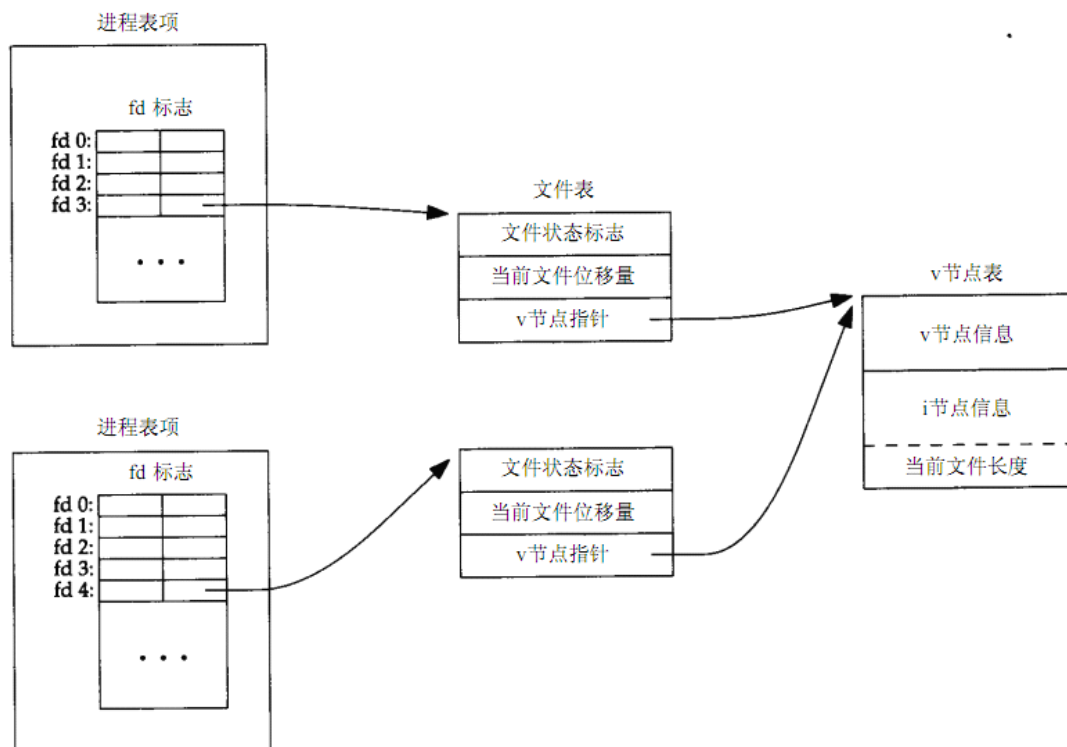 进程表项
fd 标志
fd 0:
fd 1:
fd 2:
fd 3:
• • •
文件表
文件状态标志
当前文件位移量
v节点指针
v节点表
v节点信息
i节点信息
当前文件长度
进程表项
fd 标志
fd 0:
fd 1:
fd 2:
fd 3:
fd 4:
• • •
文件状态标志
当前文件位移量
v节点指针